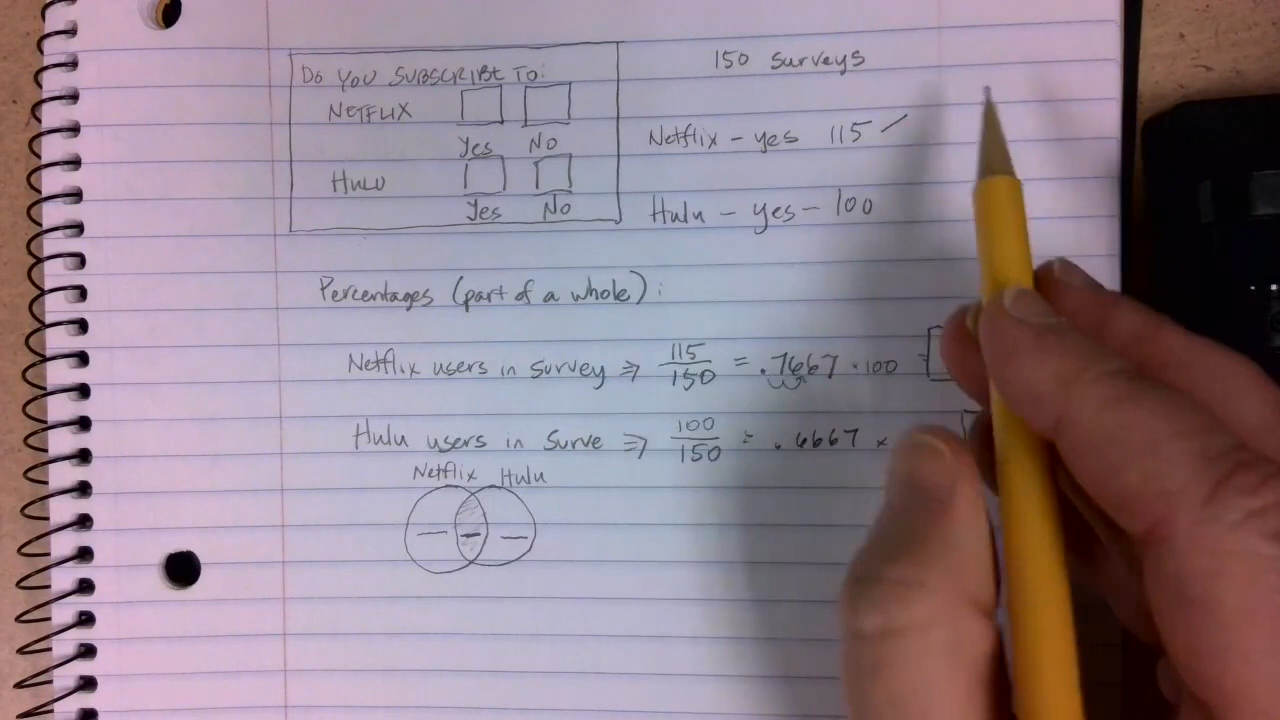 DO YOU SUBSCRIBE TO:
150 surveys
NETFLIX
Yes No
Netflix - yes 115
HULU
Yes No
Hulu - yes - 100
Percentages (part of a whole):
Netflix users in survey ⇒ 115/150 = .7667 · 100 =
Hulu users in surve ⇒ 100/150 = .6667 ×
Netflix Hulu